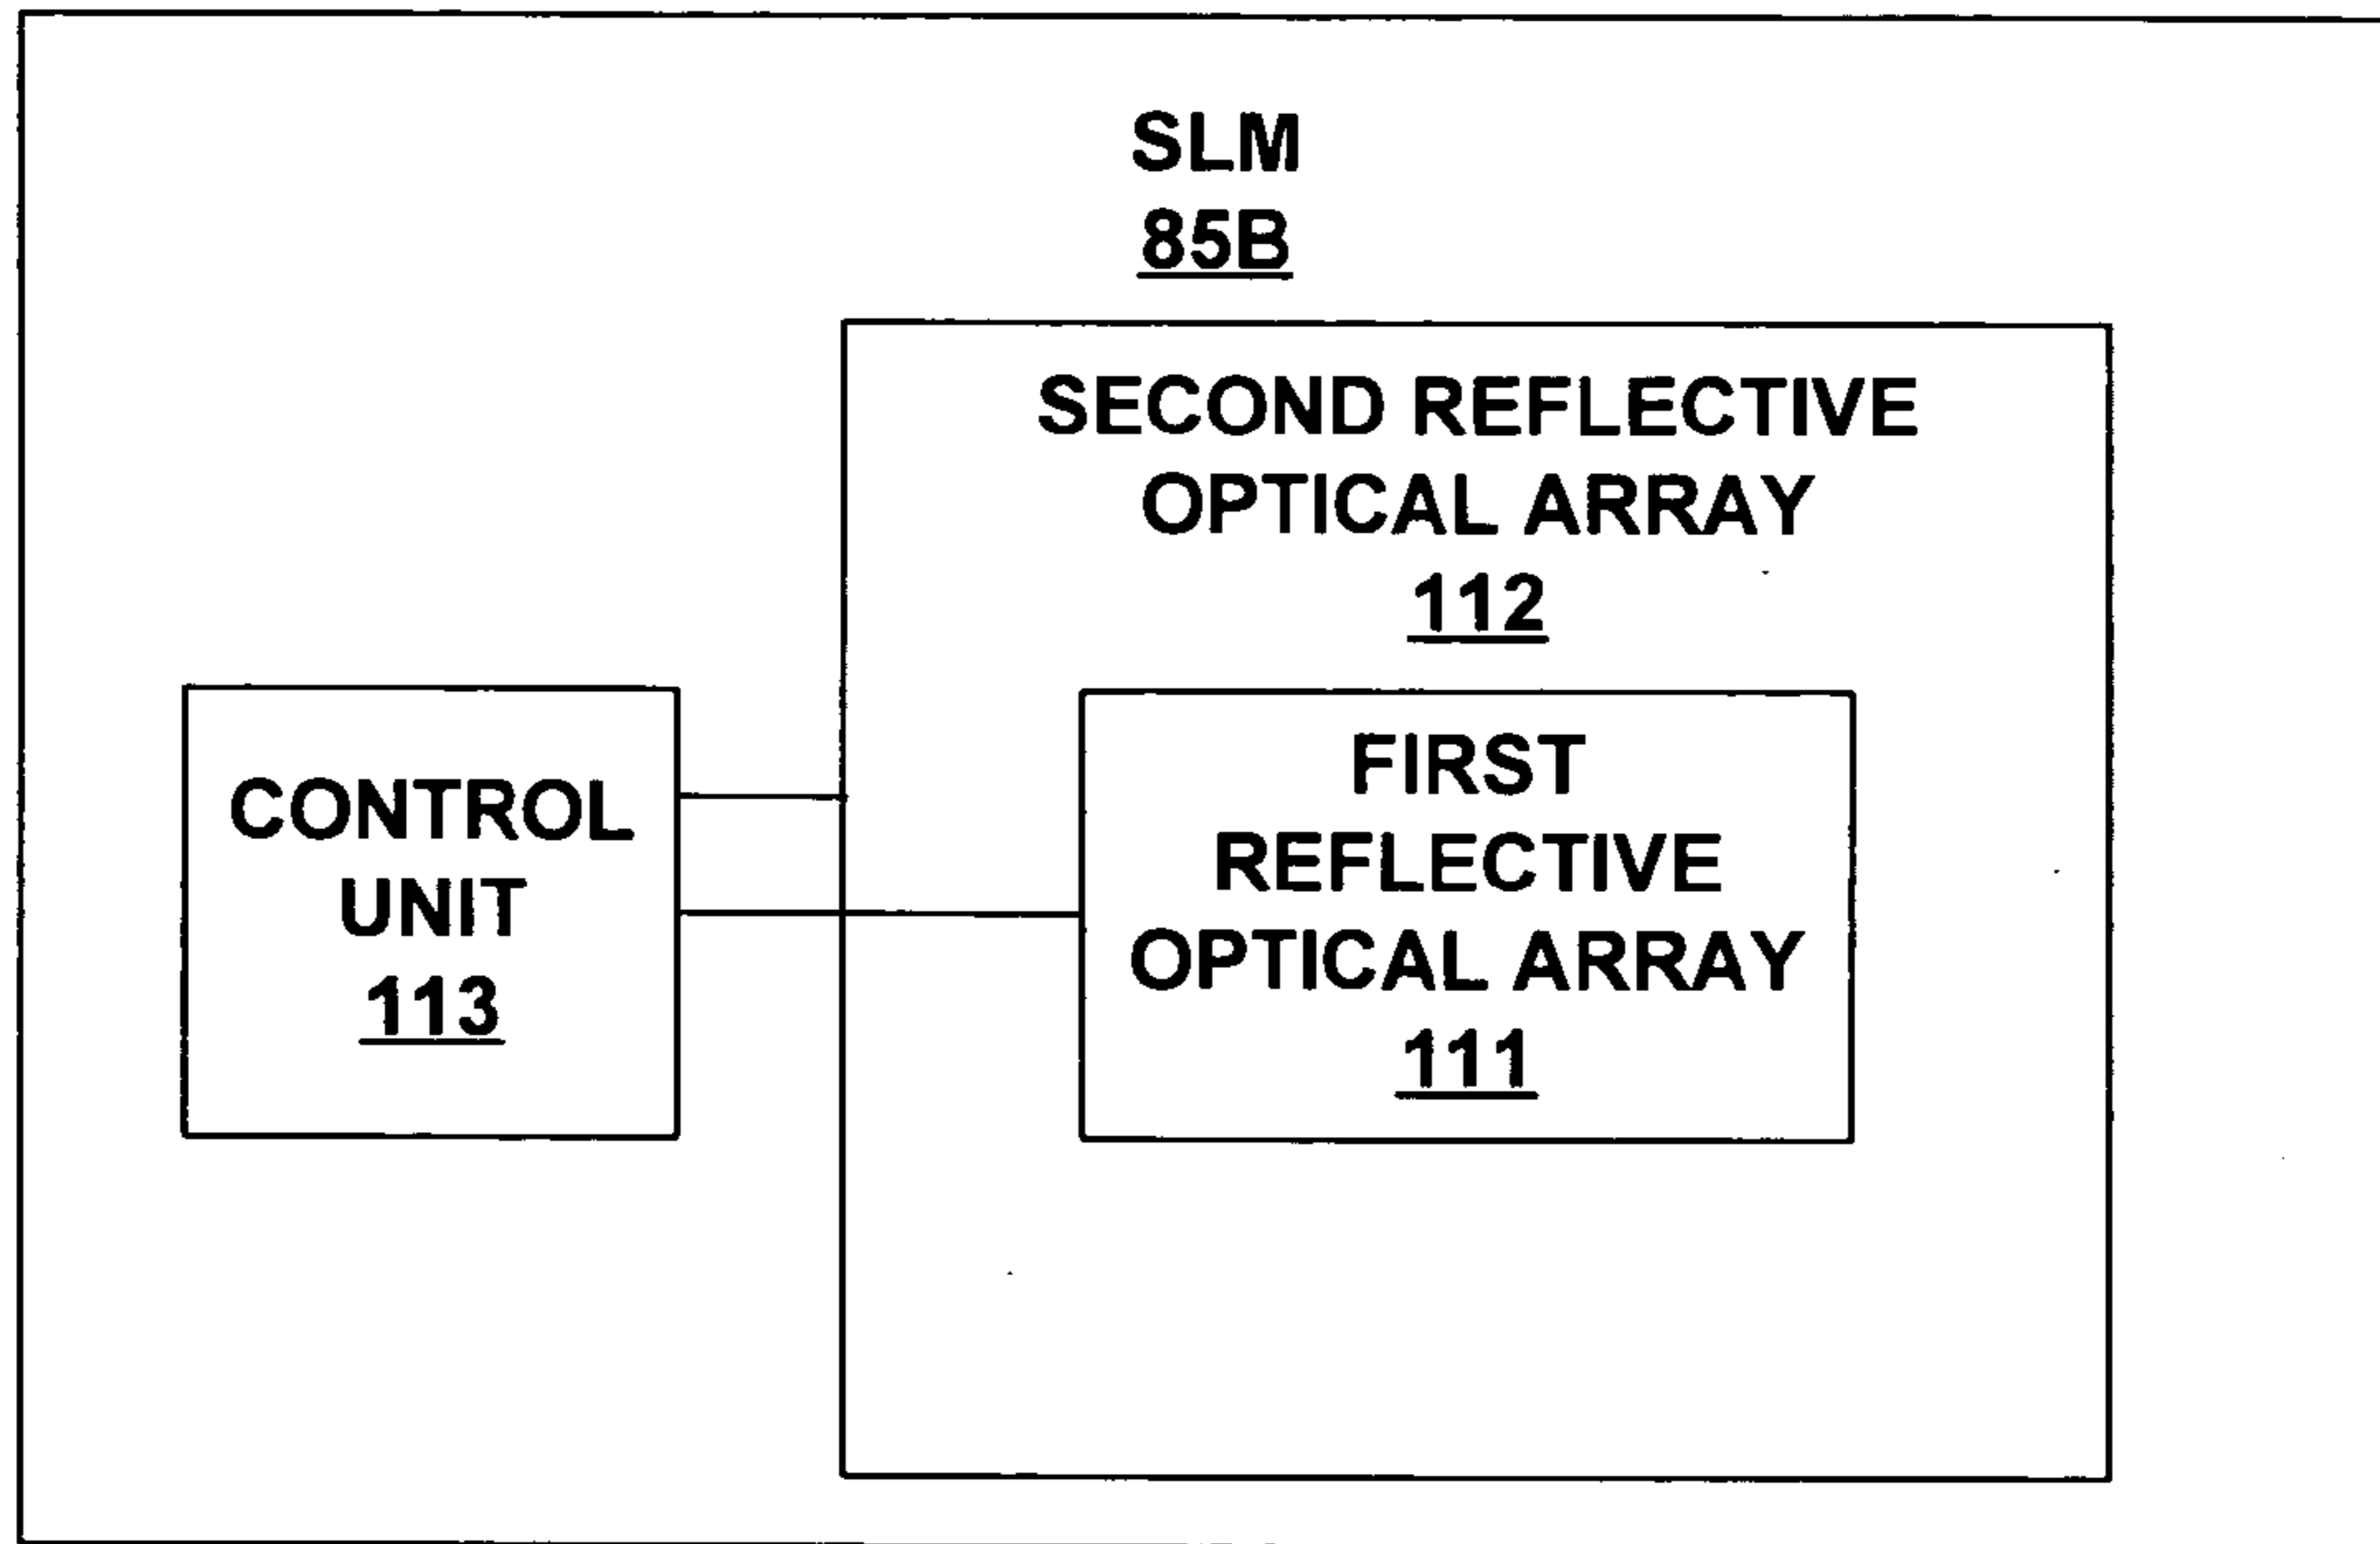 SLM
85B
SECOND REFLECTIVE
OPTICAL ARRAY
112
CONTROL
UNIT
113
FIRST
REFLECTIVE
OPTICAL ARRAY
111